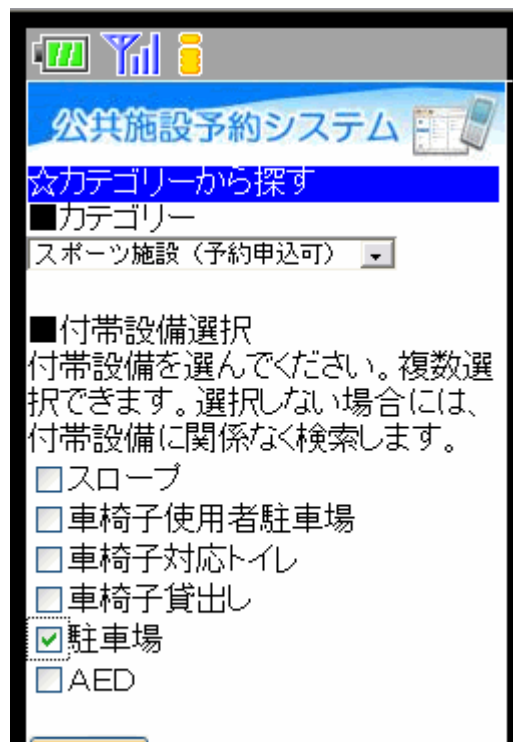 公共施設予約システム
☆カテゴリーから探す
■カテゴリー
スポーツ施設（予約申込可）
■付帯設備選択
付帯設備を選んでください。複数選
択できます。選択しない場合には、
付帯設備に関係なく検索します。
スロープ
車椅子使用者駐車場
車椅子対応トイレ
車椅子貸出し
駐車場
AED